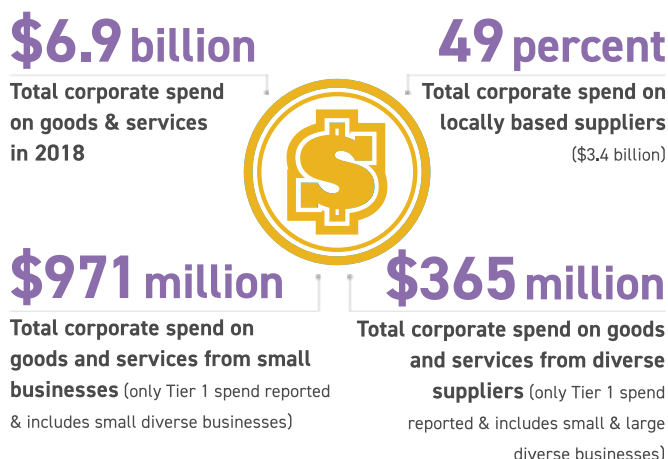 $6.9 billion
Total corporate spend
on goods & services
in 2018
49 percent
Total corporate spend on
locally based suppliers
($3.4 billion)
$
$971 million
Total corporate spend on
goods and services from small
businesses (only Tier 1 spend reported
& includes small diverse businesses)
$365 million
Total corporate spend on goods
and services from diverse
suppliers (only Tier 1 spend
reported & includes small & large
diverse businesses)